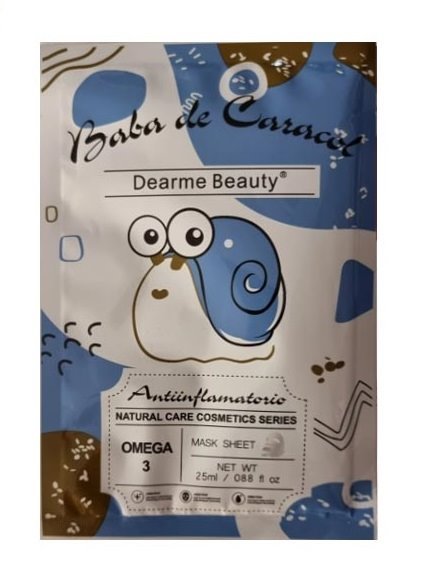 Baba de Caracol
Dearme Beauty®
Antiinflamatorio
NATURAL CARE COSMETICS SERIES
OMEGA
3
MASK SHEET
NET WT
25ml / 088 fl oz